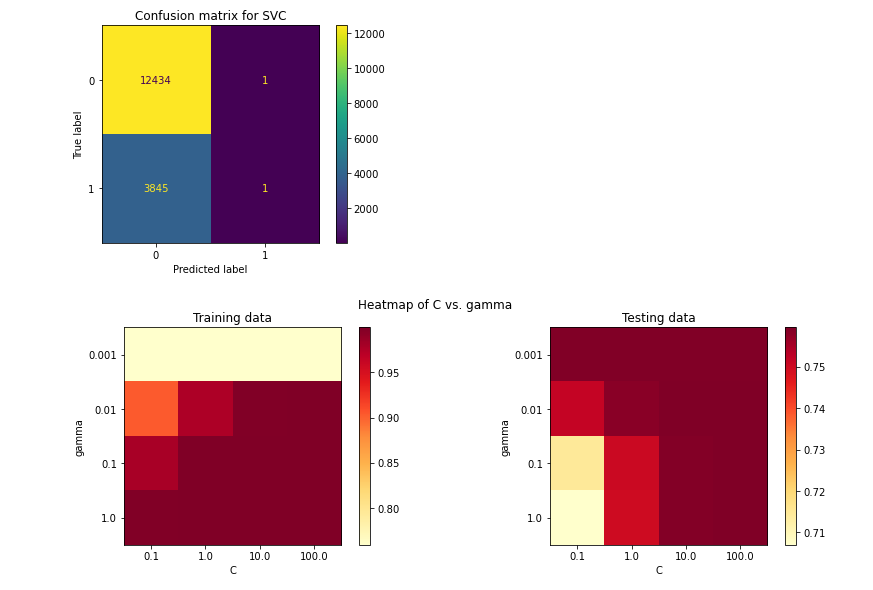 Confusion matrix for SVC
True label
0
1
12434
1
3845
1
0
1
Predicted label
12000
10000
8000
6000
4000
2000
Heatmap of C vs. gamma
Training data
gamma
0.001
0.01
0.1
1.0
0.1 1.0 10.0 100.0
C
0.95
0.90
0.85
0.80
Testing data
gamma
0.001
0.01
0.1
1.0
0.1 1.0 10.0 100.0
C
0.75
0.74
0.73
0.72
0.71